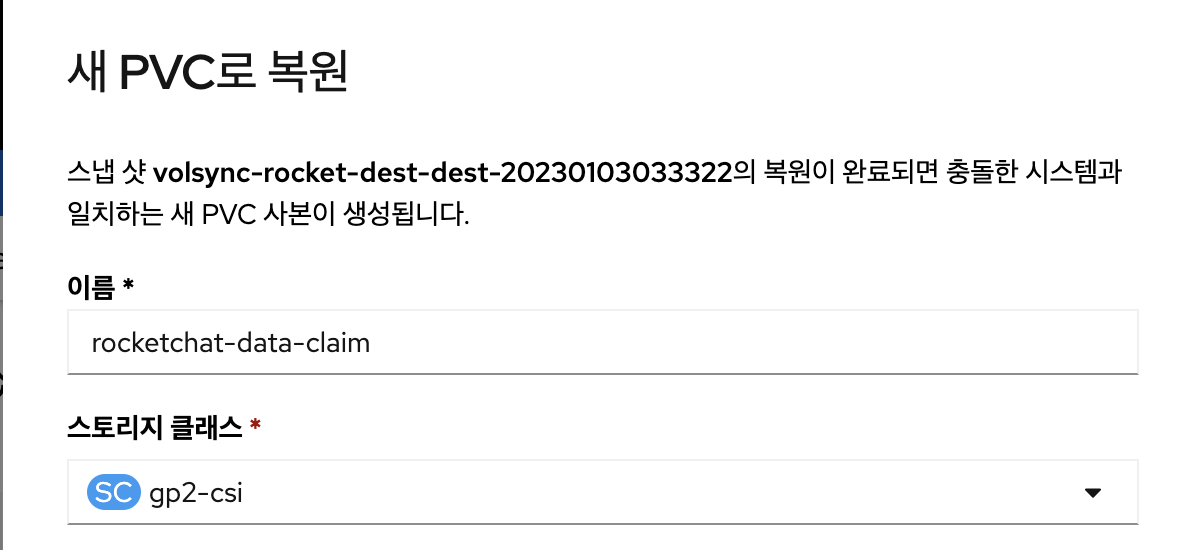 새 PVC로 복원
스냅 샷 volsync-rocket-dest-dest-20230103033322의 복원이 완료되면 충돌한 시스템과
일치하는 새 PVC 사본이 생성됩니다.
이름 *
rocketchat-data-claim
스토리지 클래스 *
SC gp2-csi